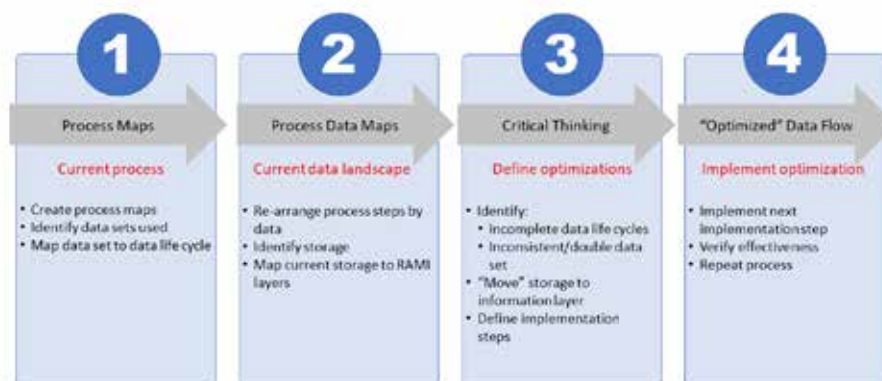 1
Process Maps
Current process
• Create process maps
• Identify data sets used
• Map data set to data life cycle
2
Process Data Maps
Current data landscape
• Re-arrange process steps by
data
• Identify storage
• Map current storage to RAMI
layers
3
Critical Thinking
Define optimizations
• Identify:
• Incomplete data life cycles
• Inconsistent/double data
set
• "Move" storage to
information layer
• Define implementation
steps
4
"Optimized" Data Flow
Implement optimization
• Implement next
implementation step
• Verify effectiveness
• Repeat process